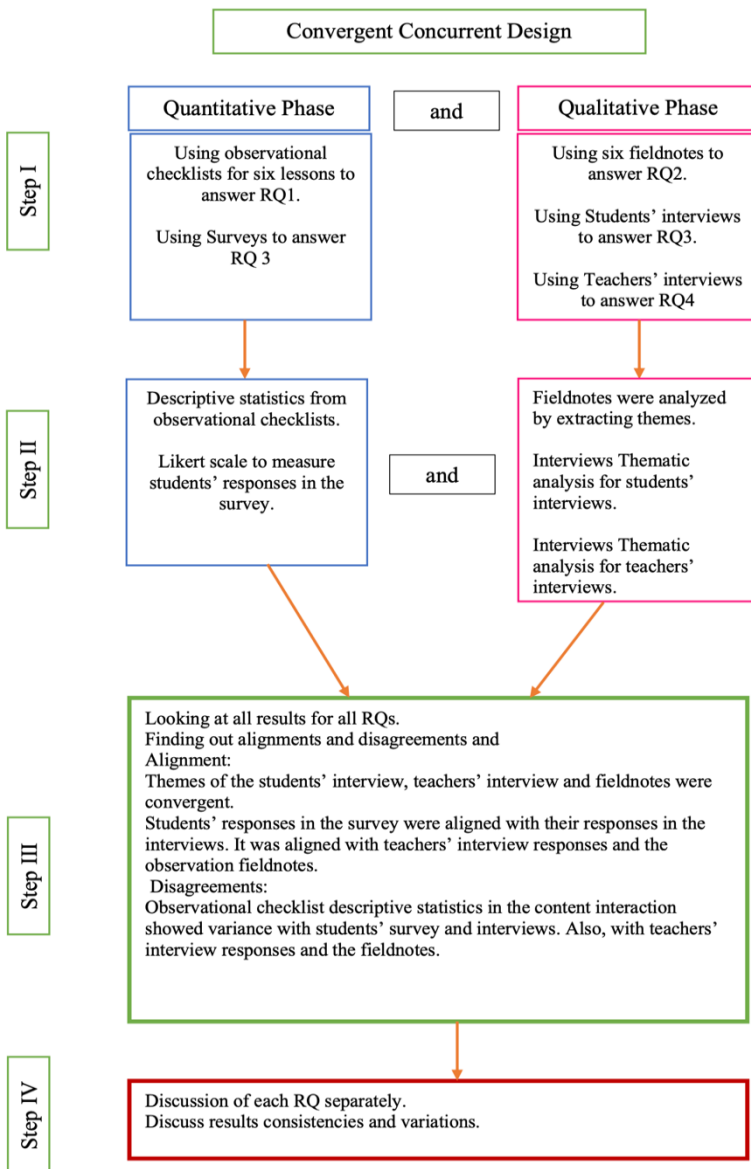 Convergent Concurrent Design
Quantitative Phase
and
Qualitative Phase
Step I
Using observational
checklists for six lessons to
answer RQ1.
Using Surveys to answer
RQ 3
Using six fieldnotes to
answer RQ2.
Using Students’ interviews
to answer RQ3.
Using Teachers’ interviews
to answer RQ4
Step II
Descriptive statistics from
observational checklists.
Likert scale to measure
students’ responses in the
survey.
and
Fieldnotes were analyzed
by extracting themes.
Interviews Thematic
analysis for students’
interviews.
Interviews Thematic
analysis for teachers’
interviews.
Step III
Looking at all results for all RQs.
Finding out alignments and disagreements and
Alignment:
Themes of the students’ interview, teachers’ interview and fieldnotes were
convergent.
Students’ responses in the survey were aligned with their responses in the
interviews. It was aligned with teachers’ interview responses and the
observation fieldnotes.
Disagreements:
Observational checklist descriptive statistics in the content interaction
showed variance with students’ survey and interviews. Also, with teachers’
interview responses and the fieldnotes.
Step IV
Discussion of each RQ separately.
Discuss results consistencies and variations.